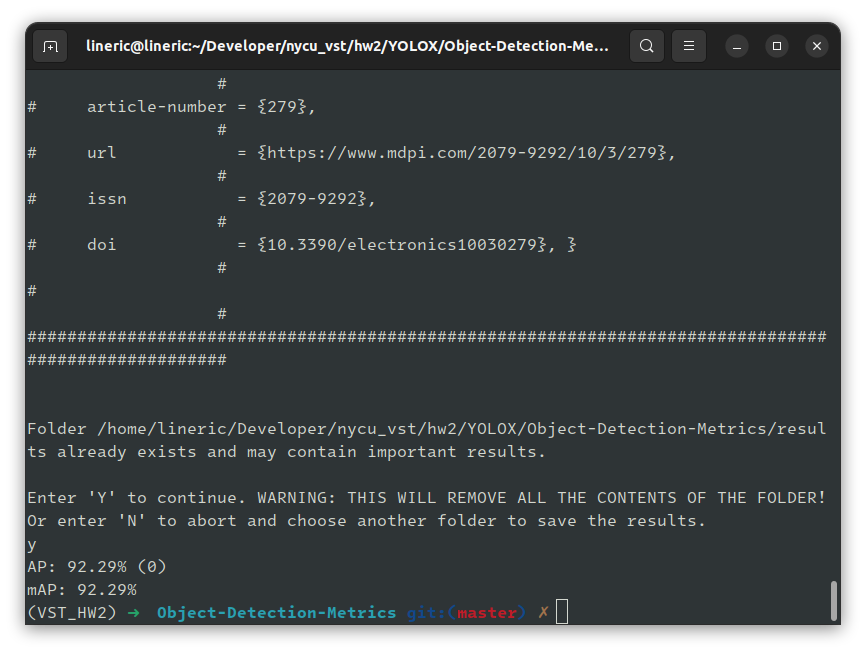 lineric@lineric:~/Developer/nycu_vst/hw2/YOLOX/Object-Detection-Me...
#
# article-number = {279},
#
# url = {https://www.mdpi.com/2079-9292/10/3/279},
#
# issn = {2079-9292},
#
# doi = {10.3390/electronics10030279}, }
#
#
#
################################################################################
####################
Folder /home/lineric/Developer/nycu_vst/hw2/YOLOX/Object-Detection-Metrics/resul
ts already exists and may contain important results.
Enter 'Y' to continue. WARNING: THIS WILL REMOVE ALL THE CONTENTS OF THE FOLDER!
Or enter 'N' to abort and choose another folder to save the results.
y
AP: 92.29% (0)
mAP: 92.29%
(VST_HW2) ➜ Object-Detection-Metrics git:(master) ✗